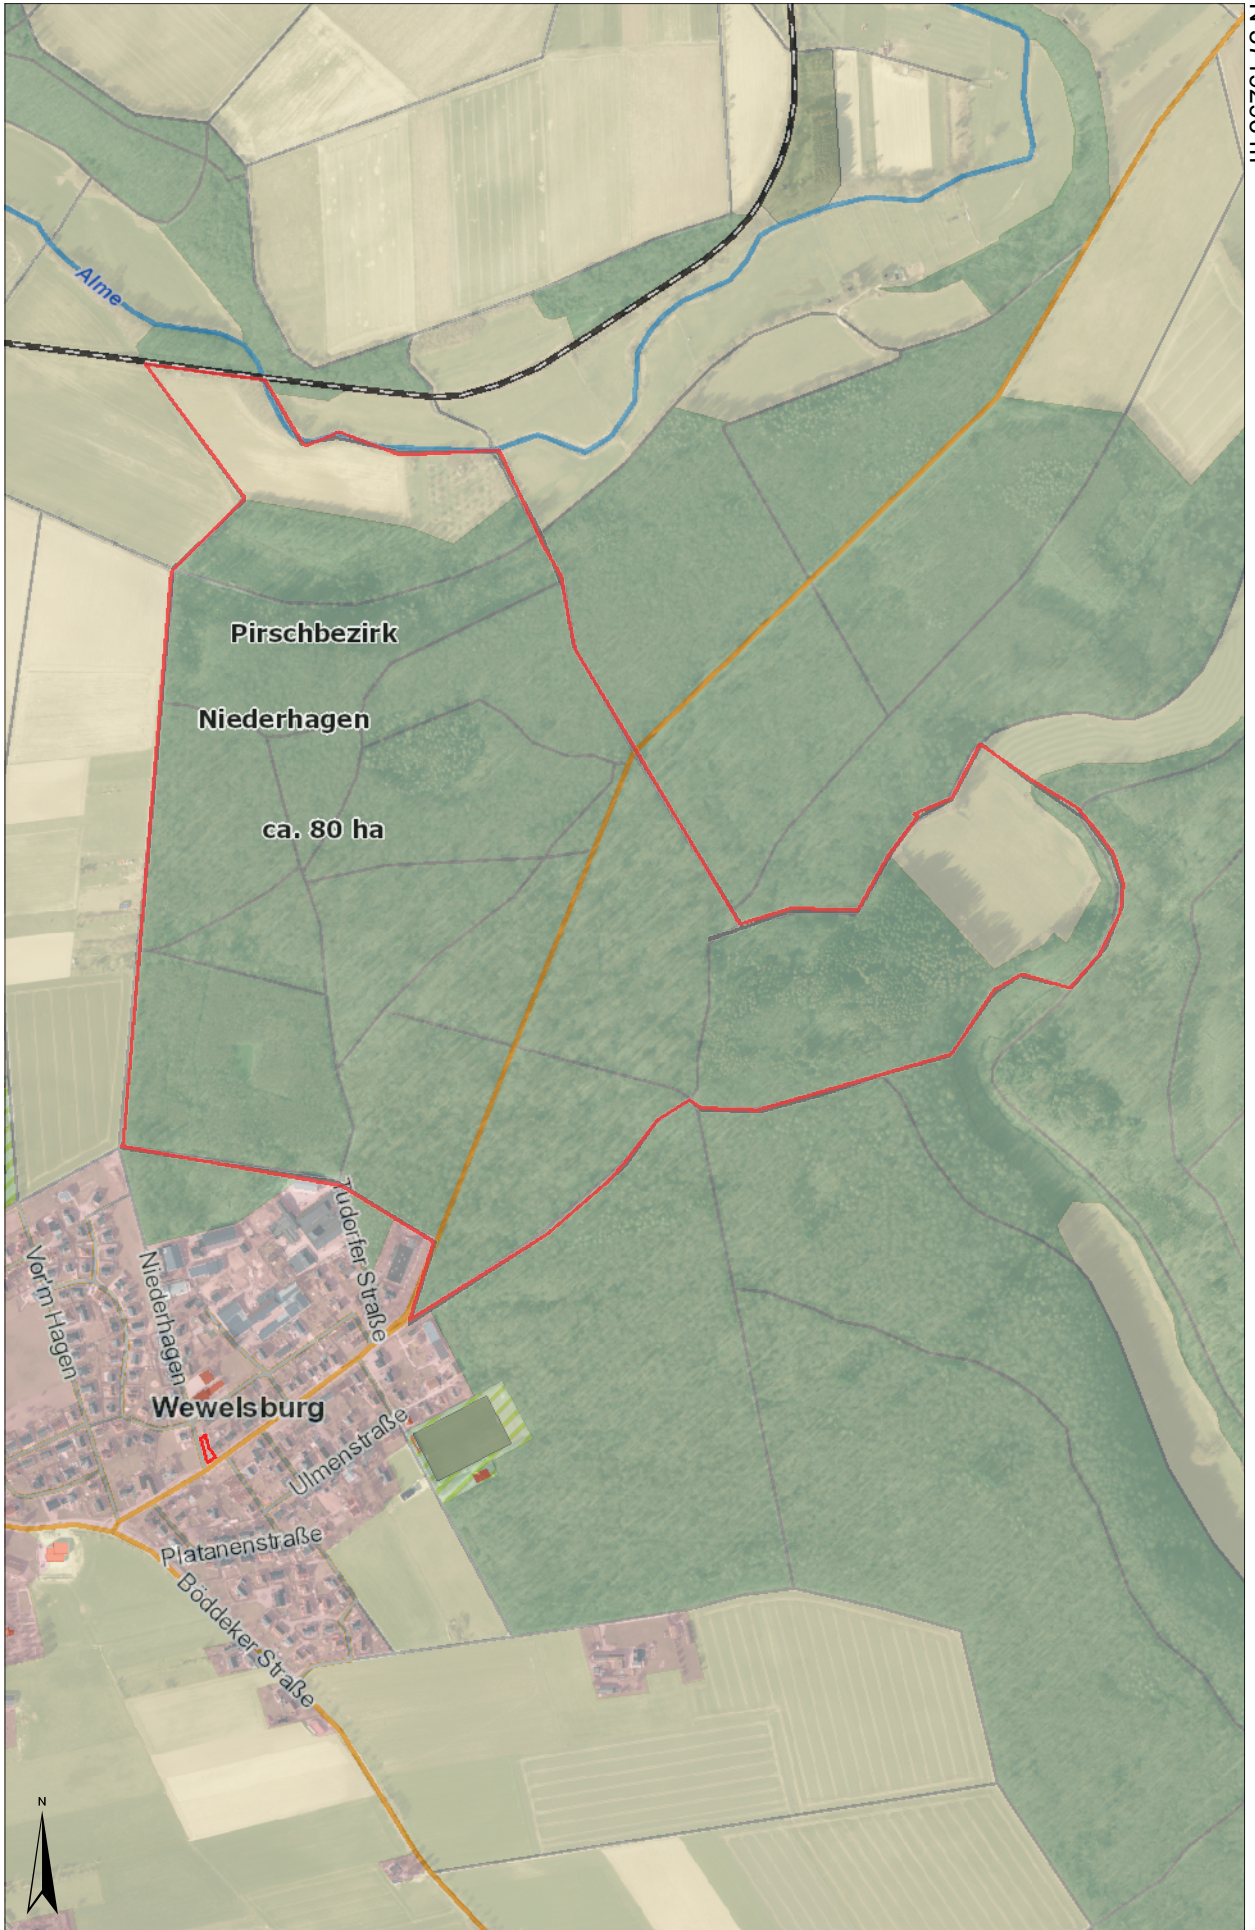 Alme
Pirschbezirk
Niederhagen
ca. 80 ha
Tudorfer Straße
Vor'm Hagen
Niederhagen
Wewelsburg
Ulmenstraße
Platanenstraße
Böddeker Straße
N